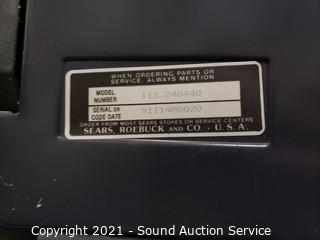 WHEN ORDERING PARTS OR
SERVICE, ALWAYS MENTION
MODEL NUMBER 113.248440
SERIAL OR CODE DATE 91114M0020
ORDER FROM MOST SEARS STORES OR SERVICE CENTERS
SEARS, ROEBUCK AND CO. - U.S.A.
Copyright 2021 - Sound Auction Service